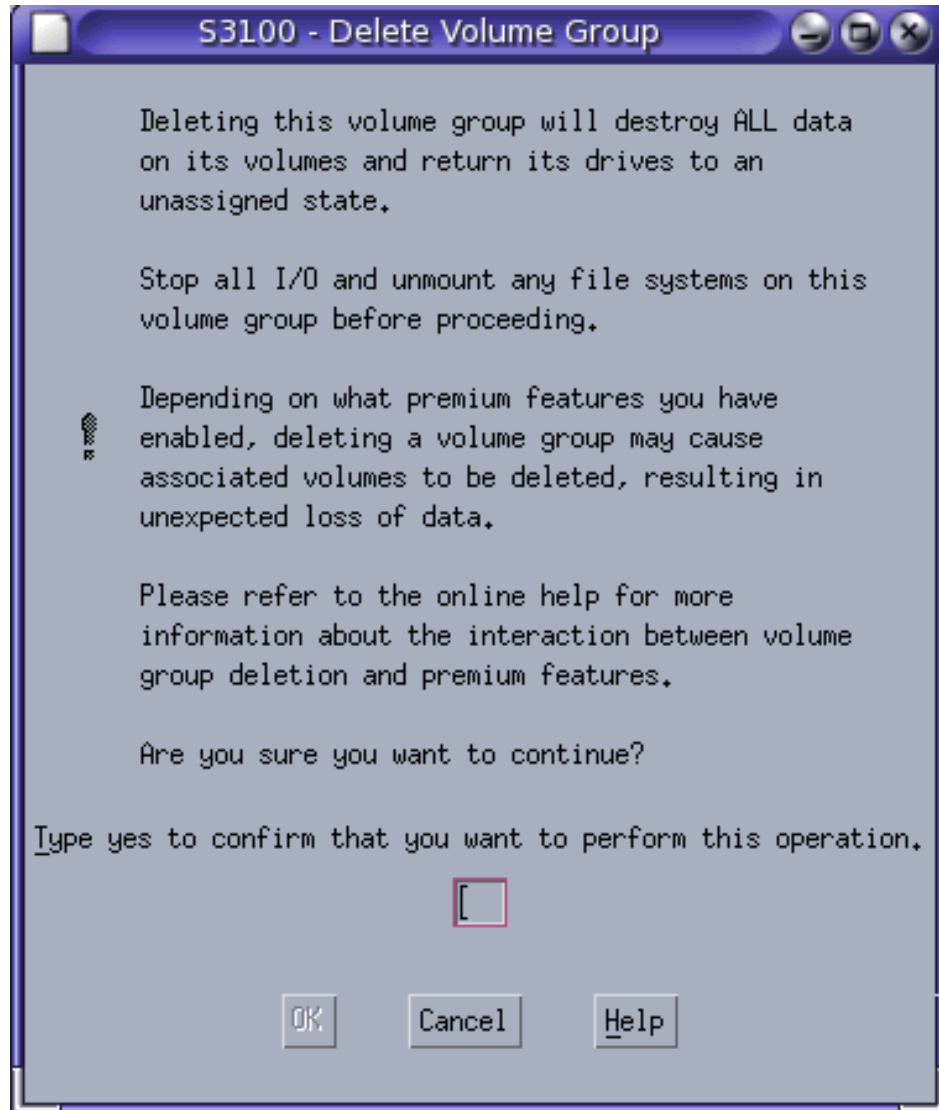 S3100 - Delete Volume Group
Deleting this volume group will destroy ALL data
on its volumes and return its drives to an
unassigned state.
Stop all I/O and unmount any file systems on this
volume group before proceeding.
Depending on what premium features you have
enabled, deleting a volume group may cause
associated volumes to be deleted, resulting in
unexpected loss of data.
Please refer to the online help for more
information about the interaction between volume
group deletion and premium features.
Are you sure you want to continue?
Type yes to confirm that you want to perform this operation.
OK Cancel Help